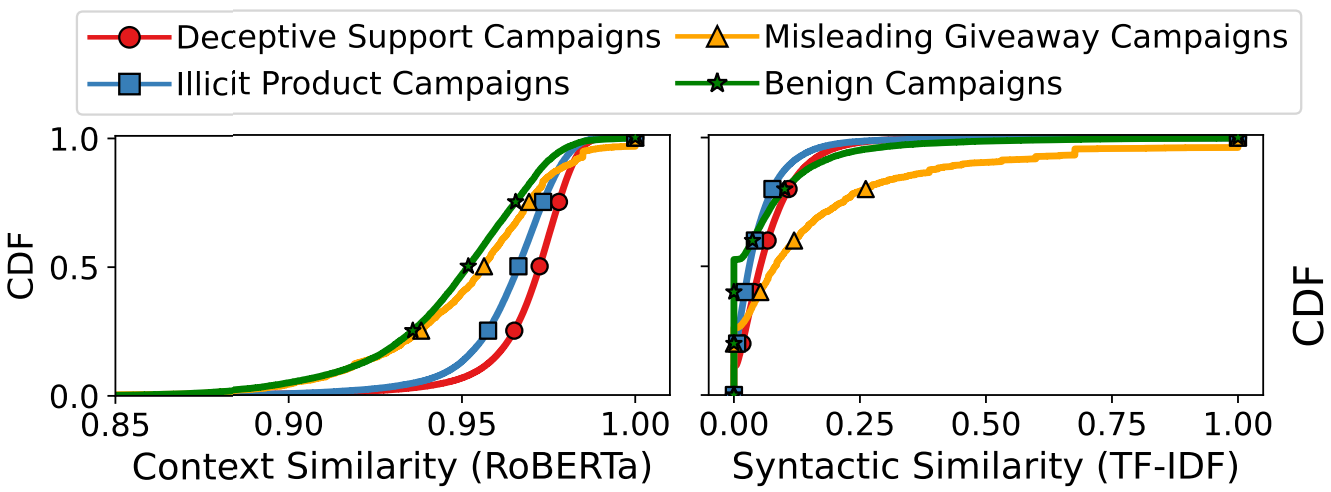 Deceptive Support Campaigns Misleading Giveaway Campaigns
Illicit Product Campaigns Benign Campaigns
CDF
1.0
0.5
0.0
0.85 0.90 0.95 1.00
Context Similarity (RoBERTa)
0.00 0.25 0.50 0.75 1.00
Syntactic Similarity (TF-IDF)
CDF